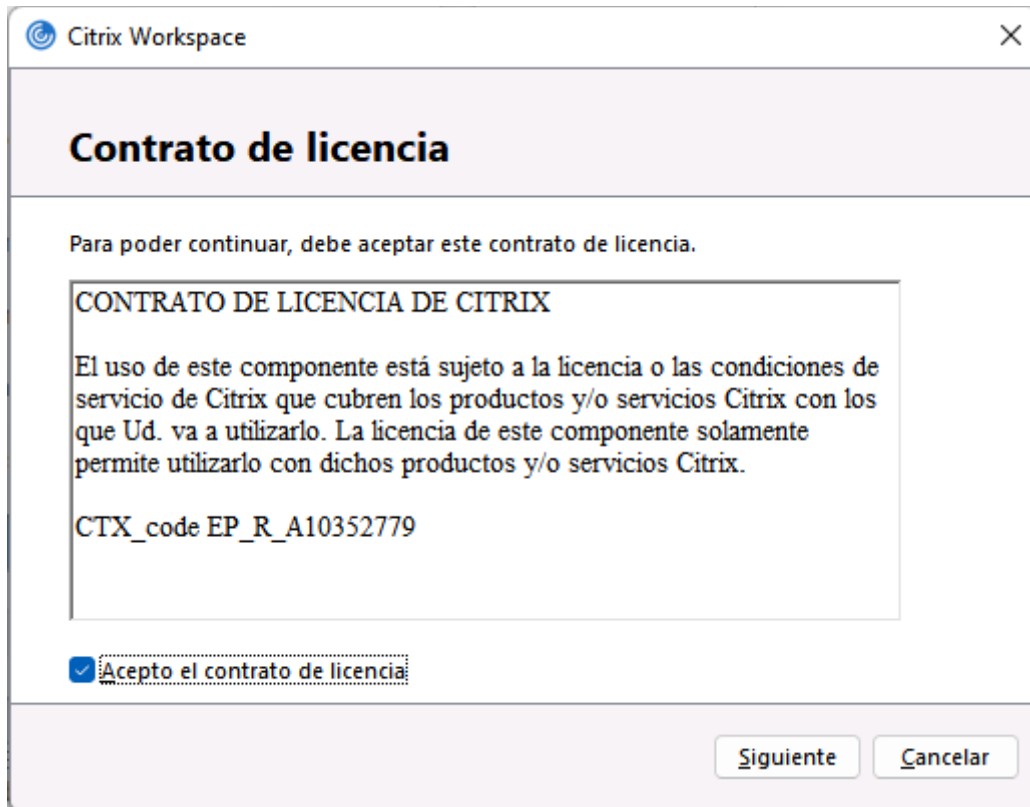 Citrix Workspace
Contrato de licencia
Para poder continuar, debe aceptar este contrato de licencia.
CONTRATO DE LICENCIA DE CITRIX
El uso de este componente está sujeto a la licencia o las condiciones de
servicio de Citrix que cubren los productos y/o servicios Citrix con los
que Ud. va a utilizarlo. La licencia de este componente solamente
permite utilizarlo con dichos productos y/o servicios Citrix.
CTX_code EP_R_A10352779
Acepto el contrato de licencia
Siguiente Cancelar